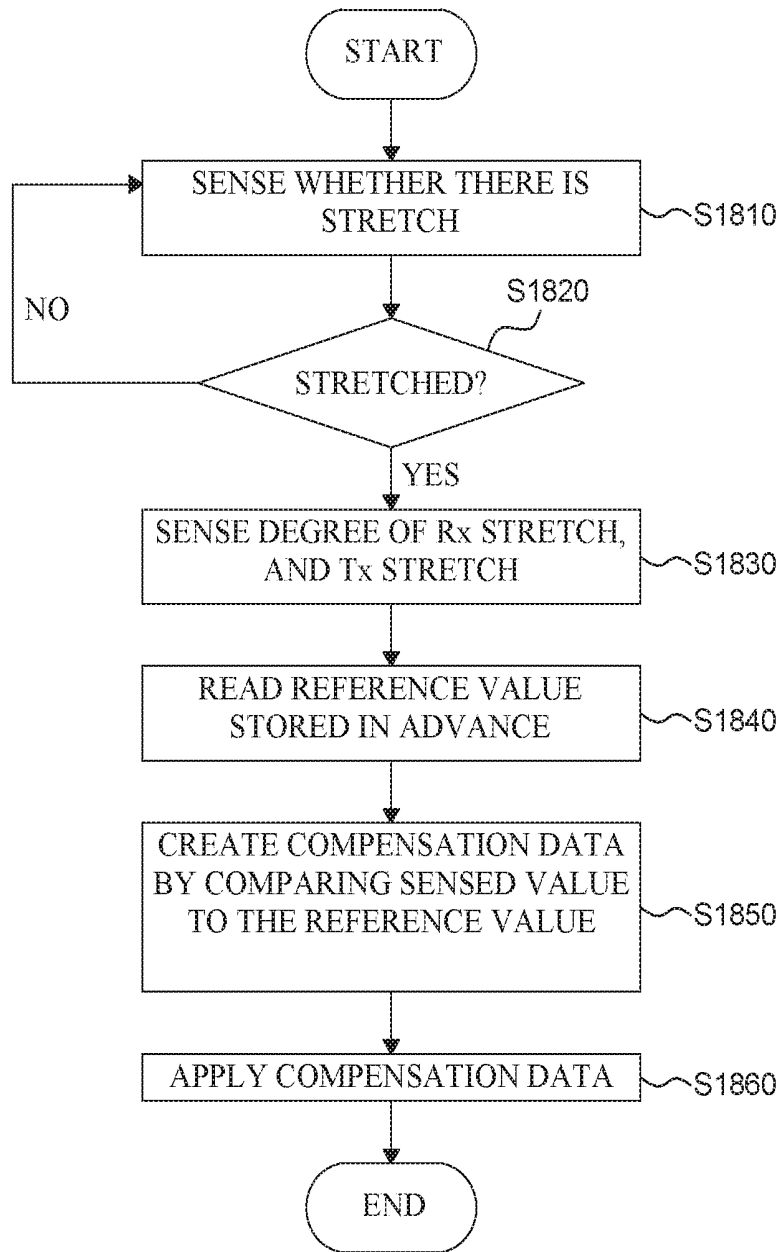 START
SENSE WHETHER THERE IS
STRETCH
S1810
NO
S1820
STRETCHED?
YES
SENSE DEGREE OF Rx STRETCH,
AND Tx STRETCH
S1830
READ REFERENCE VALUE
STORED IN ADVANCE
S1840
CREATE COMPENSATION DATA
BY COMPARING SENSED VALUE
TO THE REFERENCE VALUE
S1850
APPLY COMPENSATION DATA
S1860
END